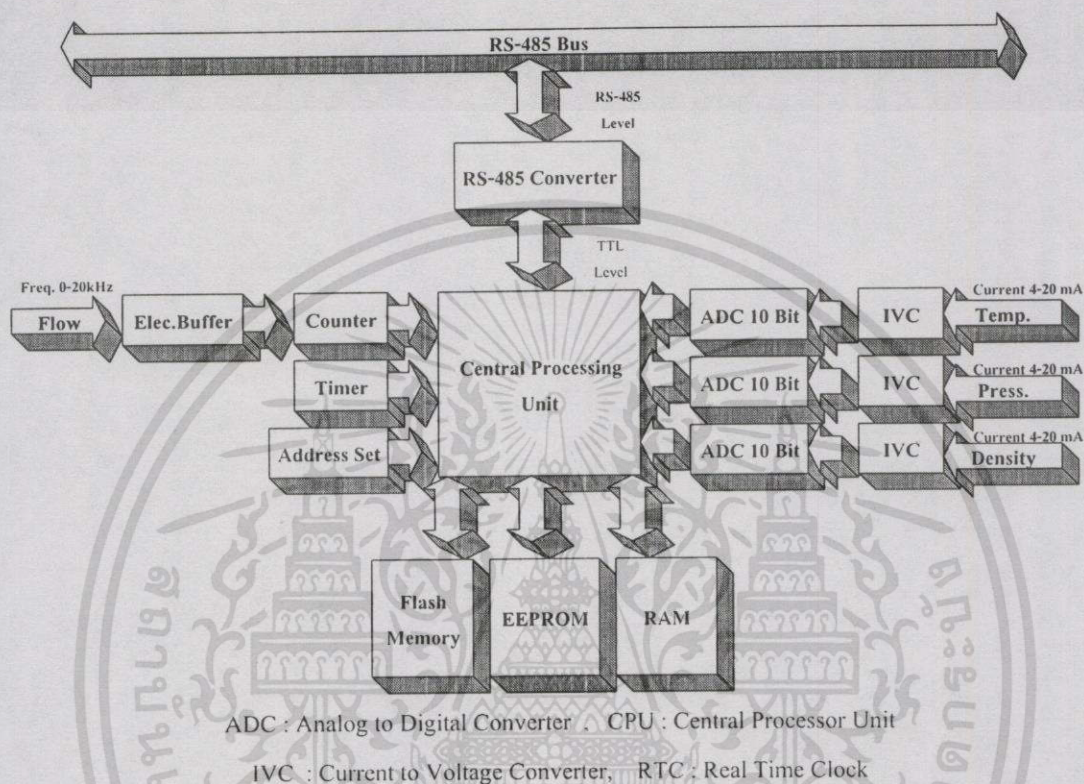 RS-485 Bus
RS-485
Level
RS-485 Converter
TTL
Level
Freq. 0-20kHz
Flow
Elec.Buffer
Counter
Timer
Address Set
Central Processing
Unit
ADC 10 Bit
IVC
Current 4-20 mA
Temp.
ADC 10 Bit
IVC
Current 4-20 mA
Press.
ADC 10 Bit
IVC
Current 4-20 mA
Density
Flash
Memory
EEPROM
RAM
ADC : Analog to Digital Converter , CPU : Central Processor Unit
IVC : Current to Voltage Converter, RTC : Real Time Clock